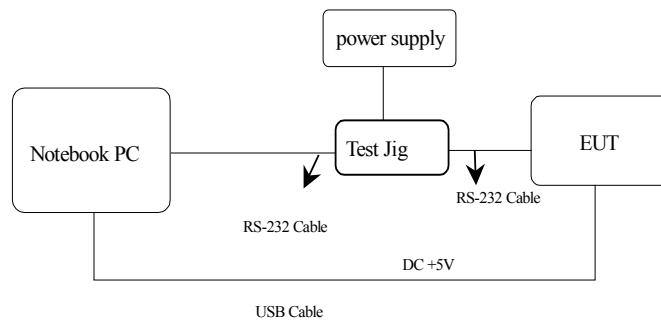 power supply
Notebook PC
Test Jig
EUT
RS-232 Cable
RS-232 Cable
DC +5V
USB Cable